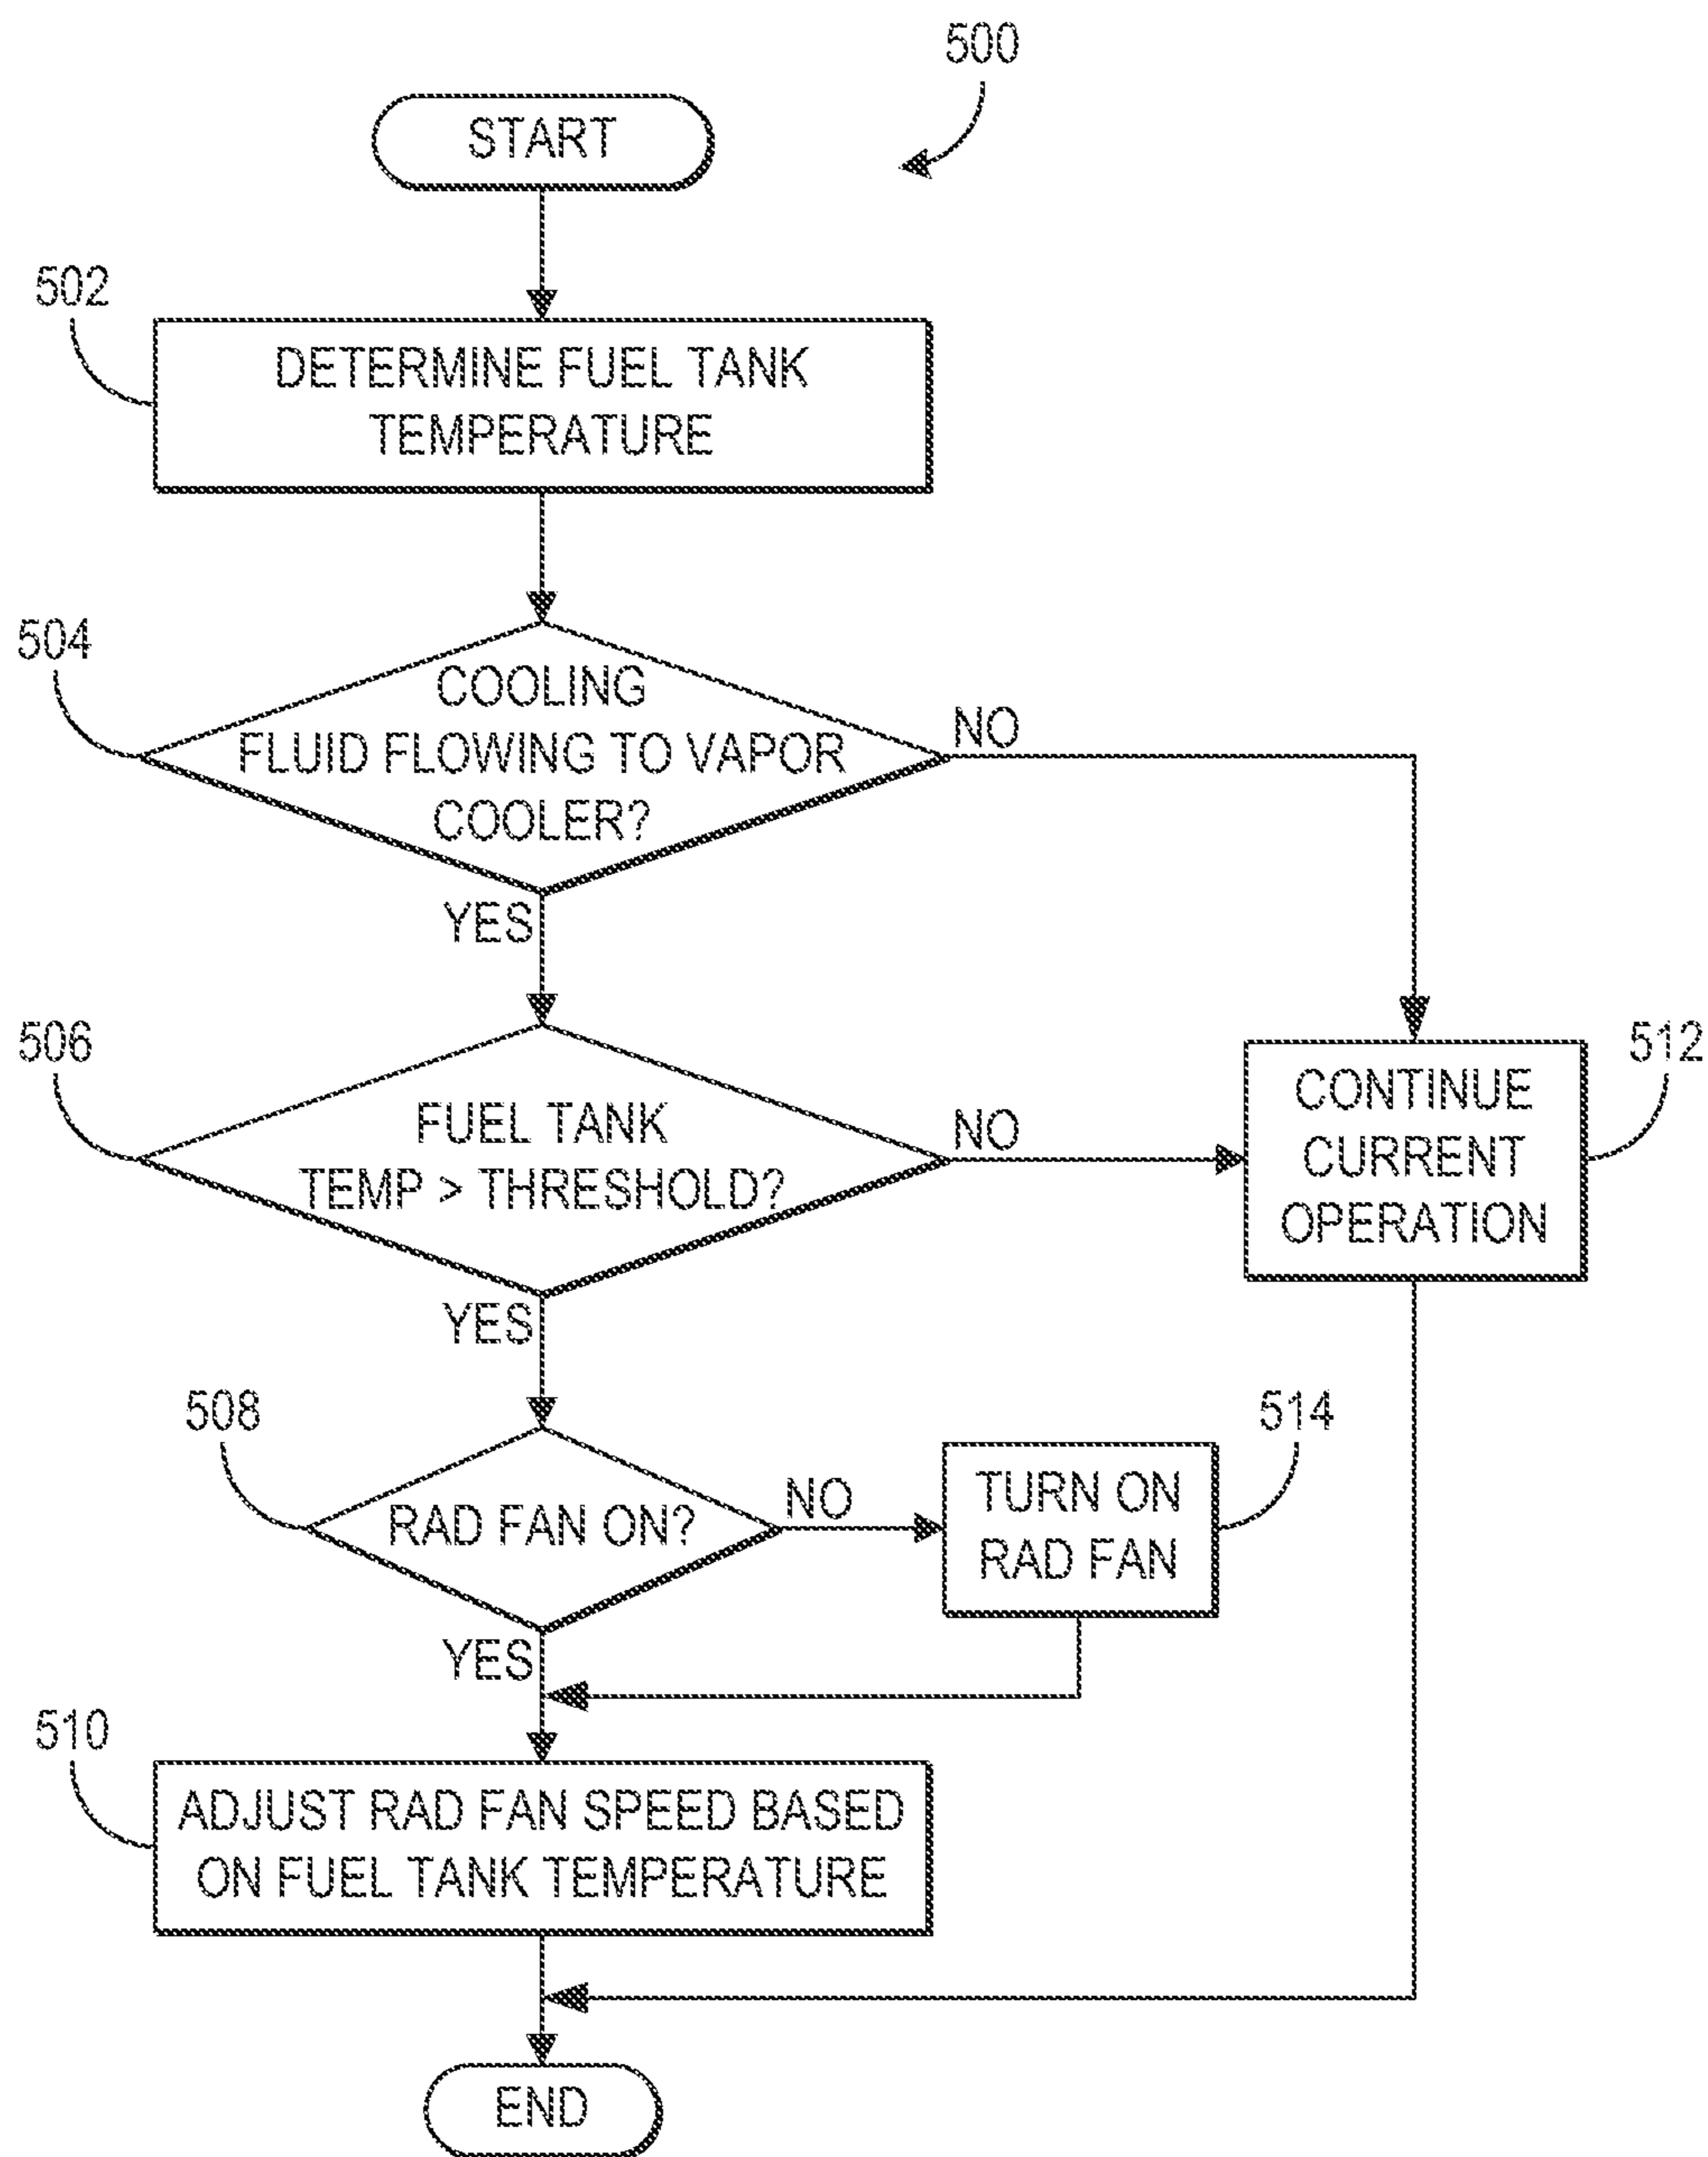 500
START
502
DETERMINE FUEL TANK
TEMPERATURE
504
COOLING
FLUID FLOWING TO VAPOR
COOLER?
NO
YES
506
FUEL TANK
TEMP > THRESHOLD?
NO
512
CONTINUE
CURRENT
OPERATION
YES
508
RAD FAN ON?
NO
514
TURN ON
RAD FAN
YES
510
ADJUST RAD FAN SPEED BASED
ON FUEL TANK TEMPERATURE
END